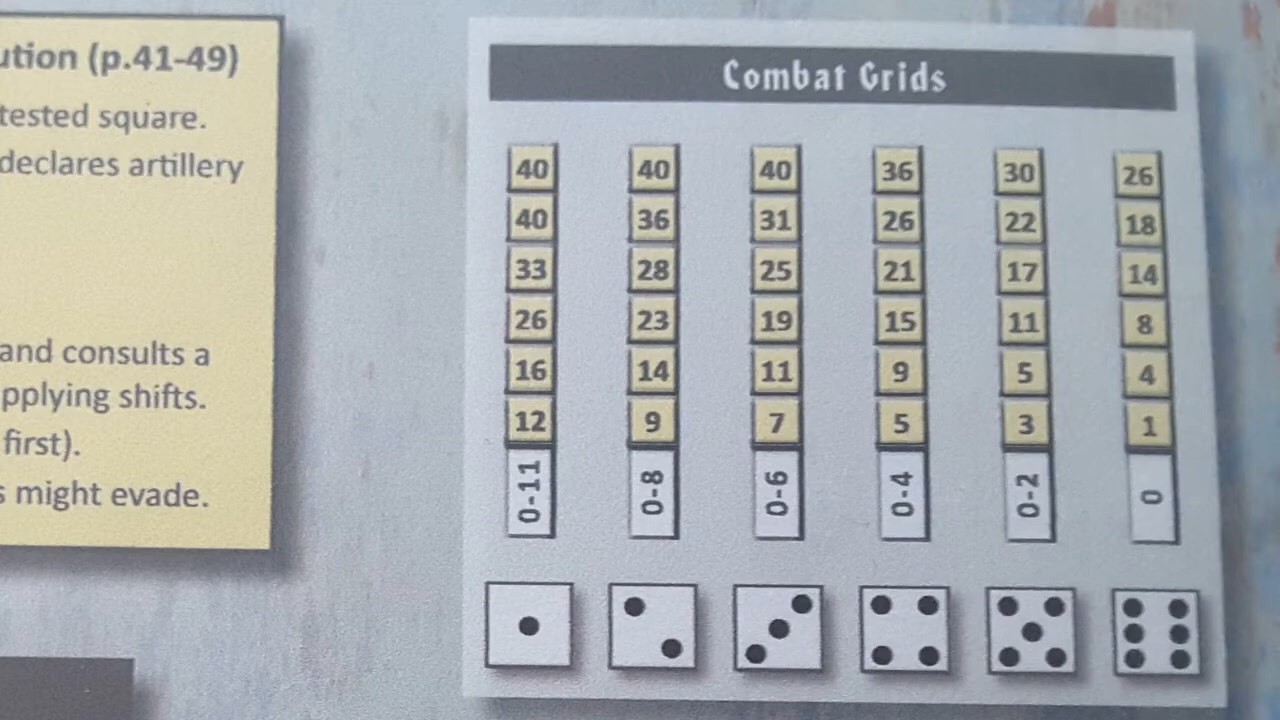 ution (p.41-49)
tested square.
declares artillery
and consults a
pplying shifts.
first).
s might evade.
Combat Grids
40 40 40 36 30 26
40 36 31 26 22 18
33 28 25 21 17 14
26 23 19 15 11 8
16 14 11 9 5 4
12 9 7 5 3 1
0-11 0-8 0-6 0-4 0-2 0